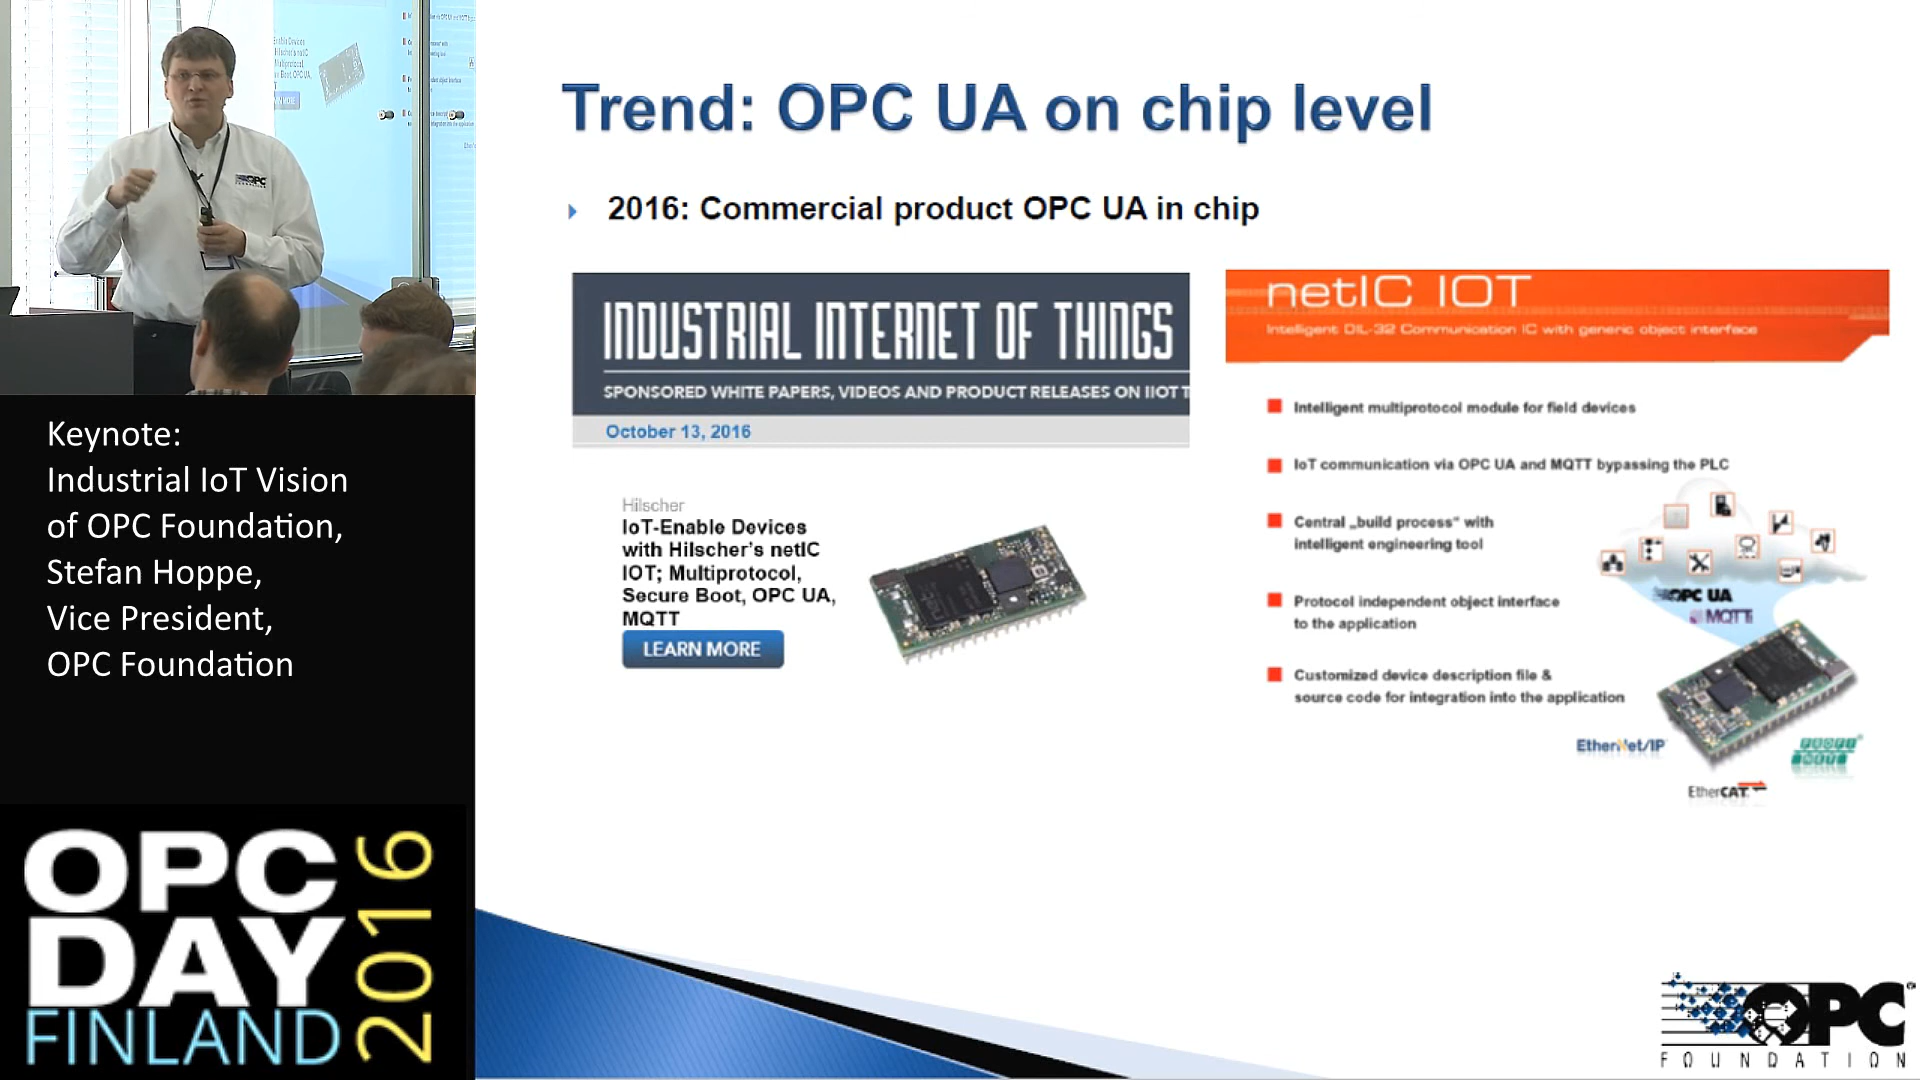 Trend: OPC UA on chip level
2016: Commercial product OPC UA in chip
INDUSTRIAL INTERNET OF THINGS
SPONSORED WHITE PAPERS, VIDEOS AND PRODUCT RELEASES ON IIOT T
October 13, 2016
Hilscher
IoT-Enable Devices
with Hilscher's netIC
IOT; Multiprotocol,
Secure Boot, OPC UA,
MQTT
LEARN MORE
netIC IOT
Intelligent DIL-32 Communication IC with generic object interface
Intelligent multiprotocol module for field devices
IoT communication via OPC UA and MQTT bypassing the PLC
Central „build process“ with
intelligent engineering tool
Protocol independent object interface
to the application
Customized device description file &
source code for integration into the application
OPC UA
MQTT
EtherNet/IP
PROFI
NET
EtherCAT
Keynote:
Industrial IoT Vision
of OPC Foundation,
Stefan Hoppe,
Vice President,
OPC Foundation
OPC
DAY
FINLAND
2016
OPC
FOUNDATION